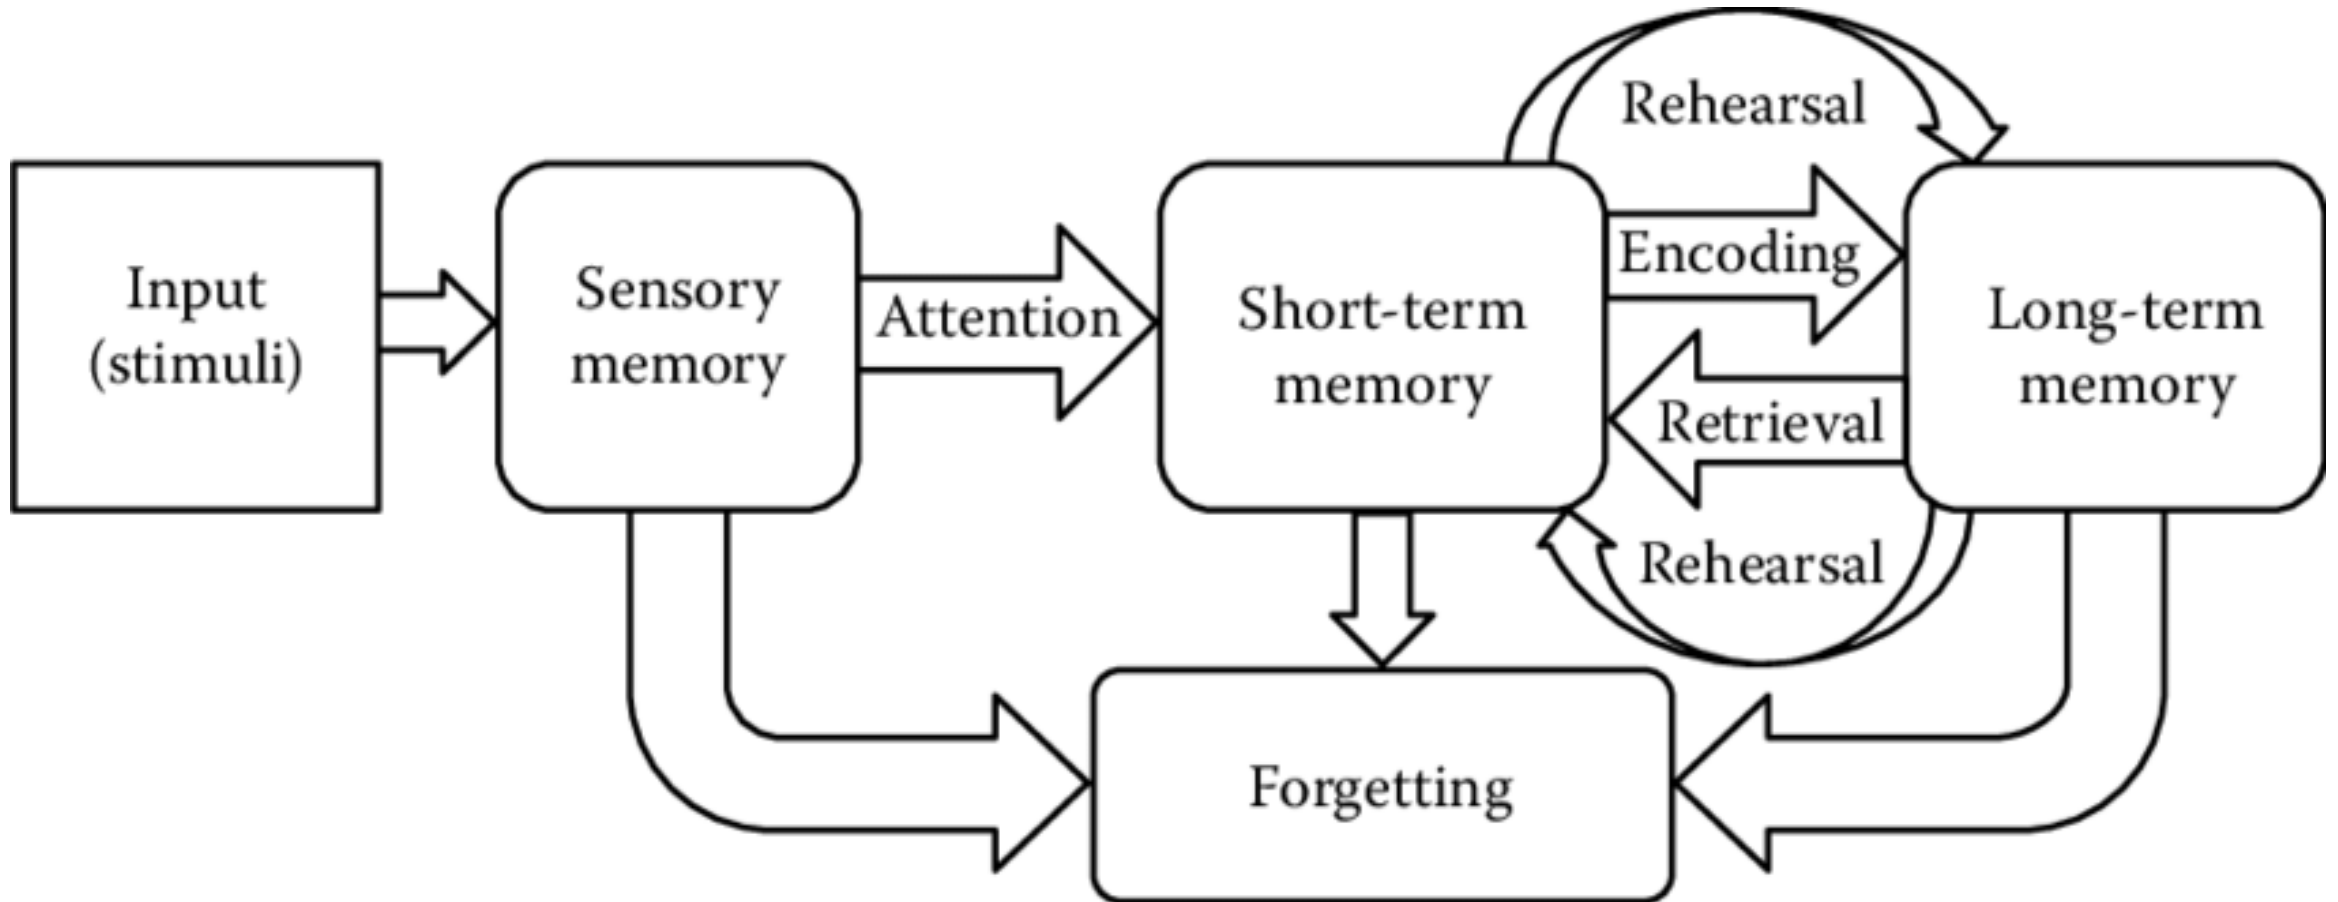 Input
(stimuli)
Sensory
memory
Attention
Short-term
memory
Rehearsal
Encoding
Retrieval
Rehearsal
Long-term
memory
Forgetting